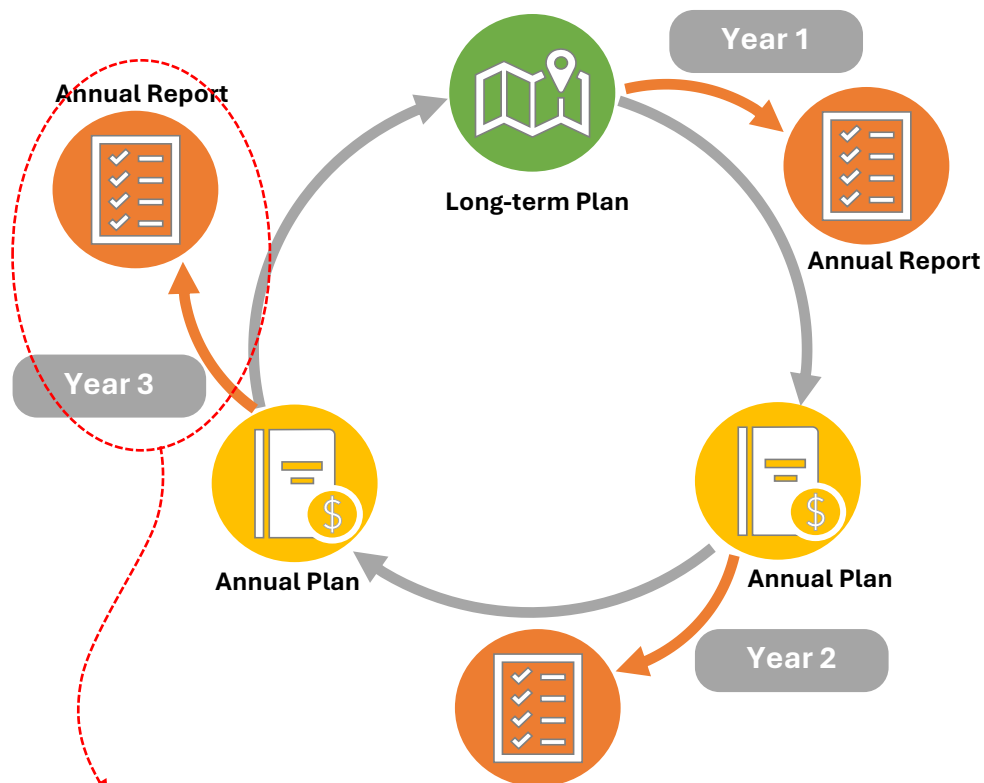 Year 1
Annual Report
Long-term Plan
Annual Report
Year 3
$
$
Annual Plan
Annual Plan
Year 2